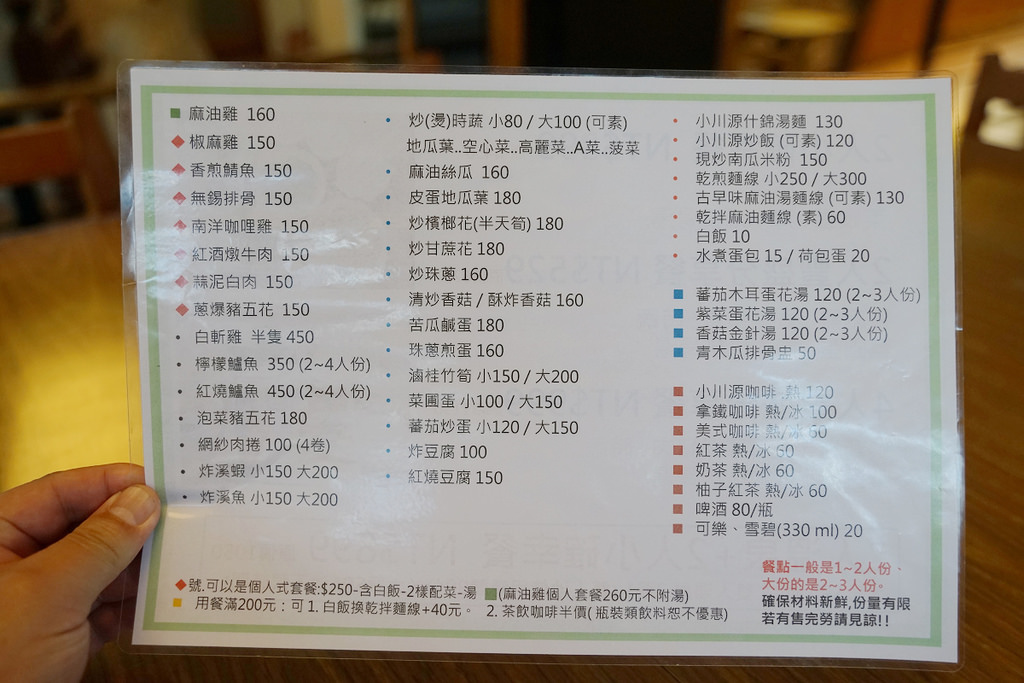 麻油雞 160
椒麻雞 150
香煎鯖魚 150
無錫排骨 150
南洋咖哩雞 150
紅酒燉牛肉 150
蒜泥白肉 150
蔥爆豬五花 150
白斬雞 半隻 450
檸檬鱸魚 350 (2~4人份)
紅燒鱸魚 450 (2~4人份)
泡菜豬五花 180
網紗肉捲 100 (4卷)
炸溪蝦 小150 大200
炸溪魚 小150 大200
炒(燙)時蔬 小80 / 大100 (可素)
地瓜葉..空心菜..高麗菜..A菜..菠菜
麻油絲瓜 160
皮蛋地瓜葉 180
炒檳榔花(半天筍) 180
炒甘蔗花 180
炒珠蔥 160
清炒香菇 / 酥炸香菇 160
苦瓜鹹蛋 180
珠蔥煎蛋 160
滷桂竹筍 小150 / 大200
菜圃蛋 小100 / 大150
蕃茄炒蛋 小120 / 大150
炸豆腐 100
紅燒豆腐 150
小川源什錦湯麵 130
小川源炒飯 (可素) 120
現炒南瓜米粉 150
乾煎麵線 小250 / 大300
古早味麻油湯麵線 (可素) 130
乾拌麻油麵線 (素) 60
白飯 10
水煮蛋包 15 / 荷包蛋 20
蕃茄木耳蛋花湯 120 (2~3人份)
紫菜蛋花湯 120 (2~3人份)
香菇金針湯 120 (2~3人份)
青木瓜排骨盅 50
小川源咖啡 .熱 120
拿鐵咖啡 熱/冰 100
美式咖啡 熱/冰 60
紅茶 熱/冰 60
奶茶 熱/冰 60
柚子紅茶 熱/冰 60
啤酒 80/瓶
可樂、雪碧(330 ml) 20
餐點一般是1~2人份、
大份的是2~3人份。
確保材料新鮮,份量有限
若有售完勞請見諒!!
◆號.可以是個人式套餐:$250-含白飯-2樣配菜-湯 ■(麻油雞個人套餐260元不附湯)
■ 用餐滿200元：可 1. 白飯換乾拌麵線+40元。 2. 茶飲咖啡半價( 瓶裝類飲料恕不優惠)